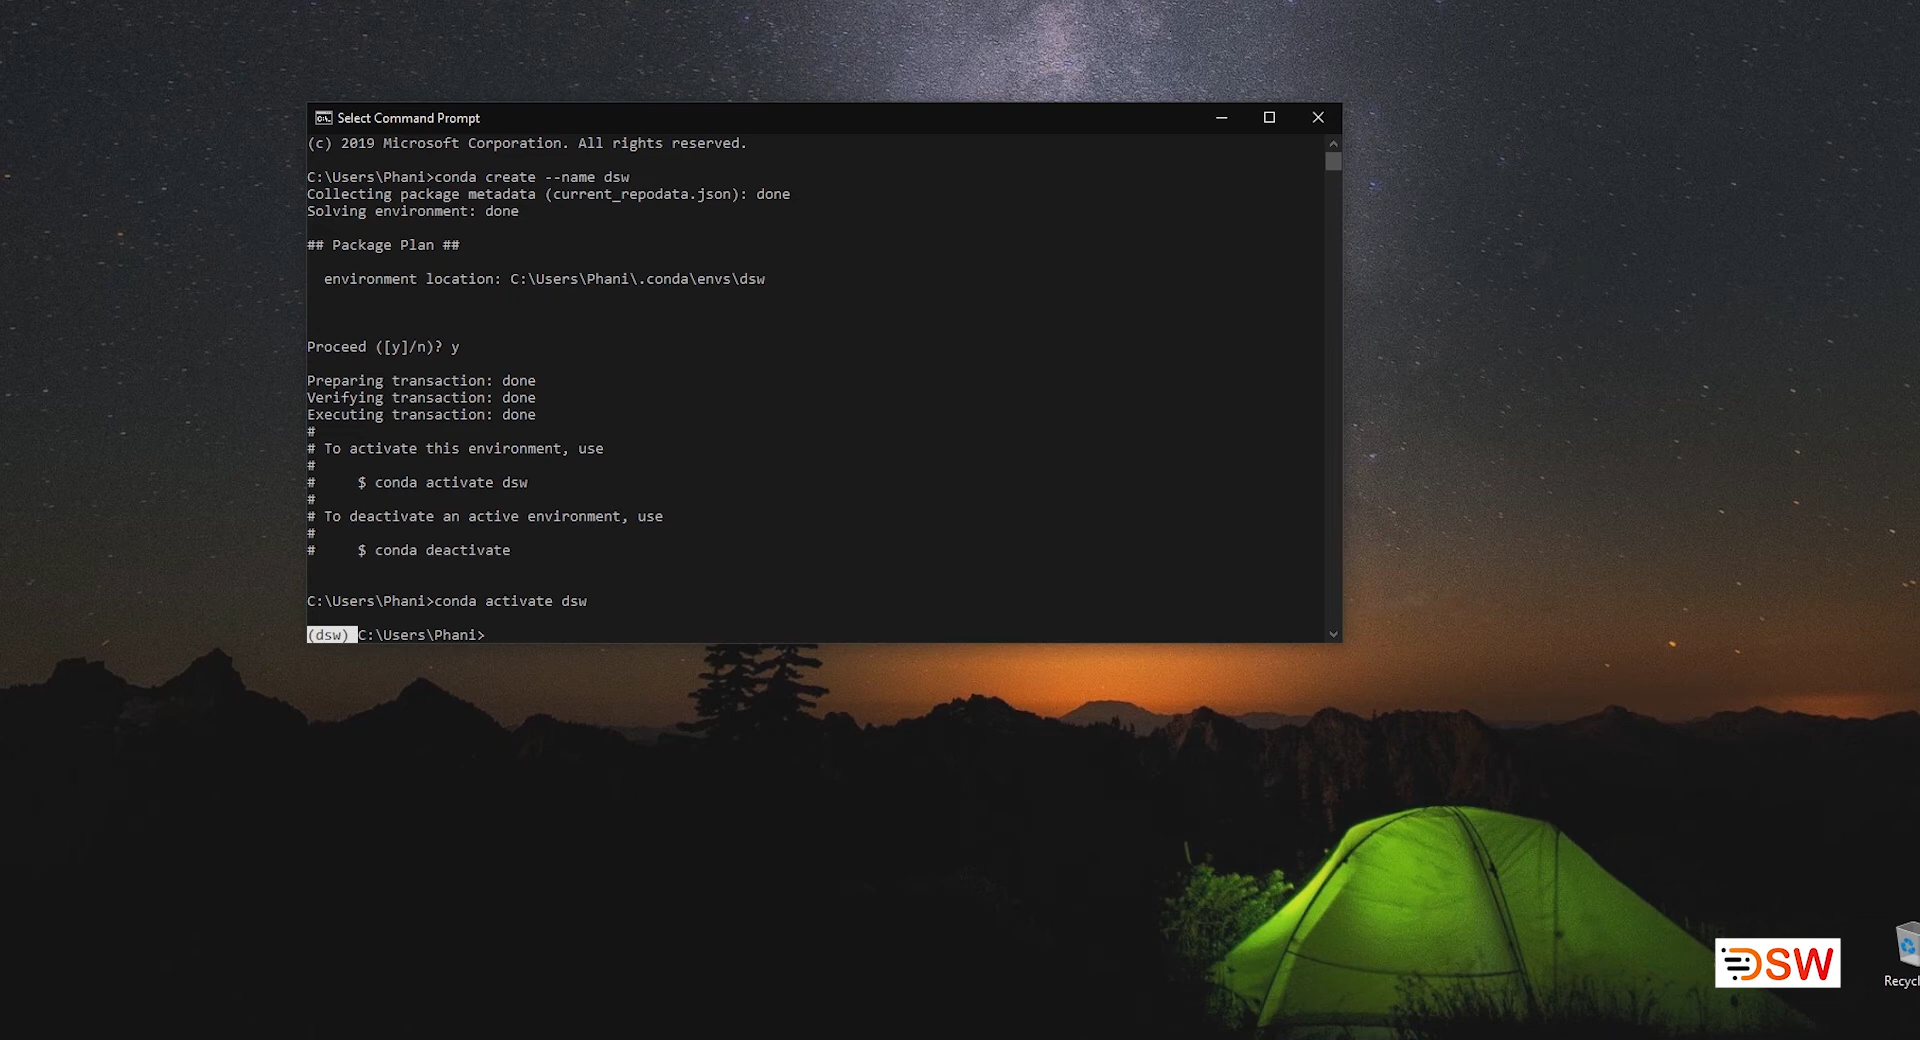 Select Command Prompt
(c) 2019 Microsoft Corporation. All rights reserved.
C:\Users\Phani>conda create --name dsw
Collecting package metadata (current_repodata.json): done
Solving environment: done
## Package Plan ##
environment location: C:\Users\Phani\.conda\envs\dsw
Proceed ([y]/n)? y
Preparing transaction: done
Verifying transaction: done
Executing transaction: done
#
# To activate this environment, use
#
#     $ conda activate dsw
#
# To deactivate an active environment, use
#
#     $ conda deactivate
C:\Users\Phani>conda activate dsw
(dsw) C:\Users\Phani>
DSW
Recycl